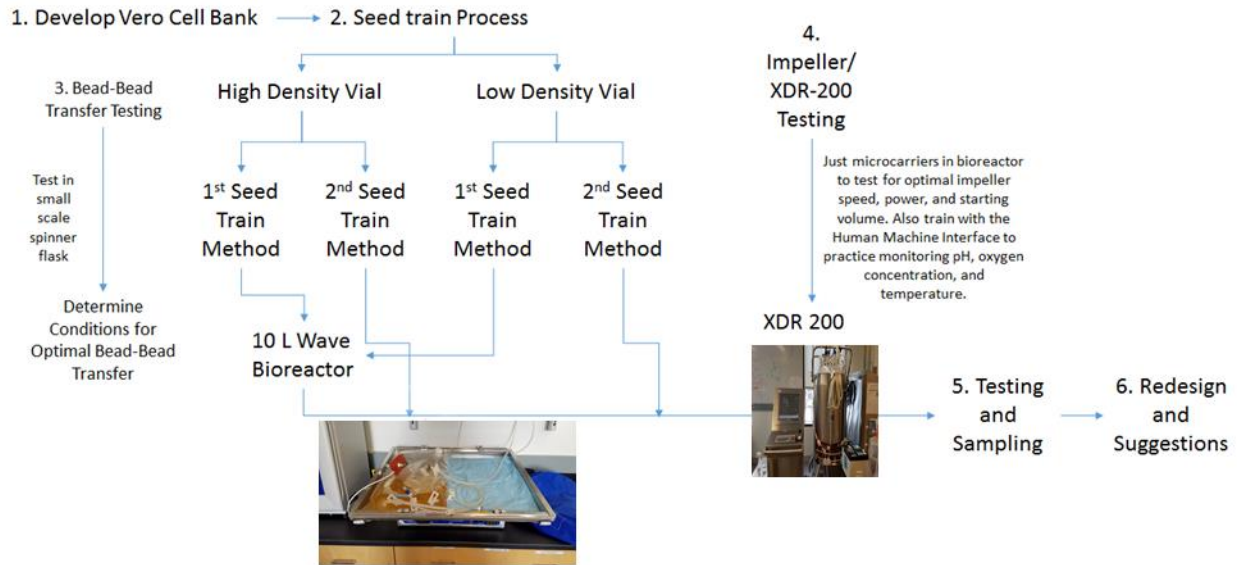 1. Develop Vero Cell Bank
2. Seed train Process
3. Bead-Bead
Transfer Testing
Test in
small
scale
spinner
flask
Determine
Conditions for
Optimal Bead-Bead
Transfer
High Density Vial
Low Density Vial
1st Seed
Train
Method
2nd Seed
Train
Method
1st Seed
Train
Method
2nd Seed
Train
Method
10 L Wave
Bioreactor
4.
Impeller/
XDR-200
Testing
Just microcarriers in bioreactor
to test for optimal impeller
speed, power, and starting
volume. Also train with the
Human Machine Interface to
practice monitoring pH, oxygen
concentration, and
temperature.
XDR 200
5. Testing
and
Sampling
6. Redesign
and
Suggestions